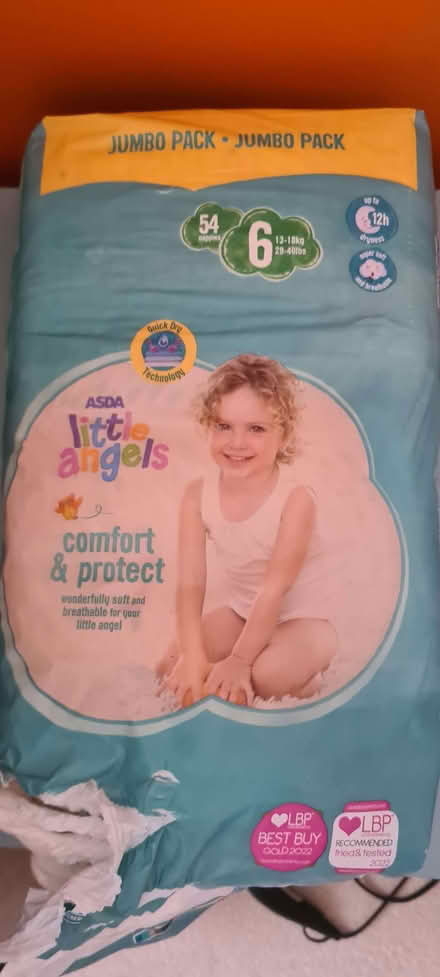 JUMBO PACK • JUMBO PACK
54
nappies
6
13-18kg
29-40lbs
up to
12h
dryness
super soft
and breathable
Quick Dry
Technology
ASDA
little
angels
comfort
& protect
wonderfully soft and
breathable for your
little angel
LBP
BEST BUY
GOLD 2022
LBP
RECOMMENDED
tried & tested
2022